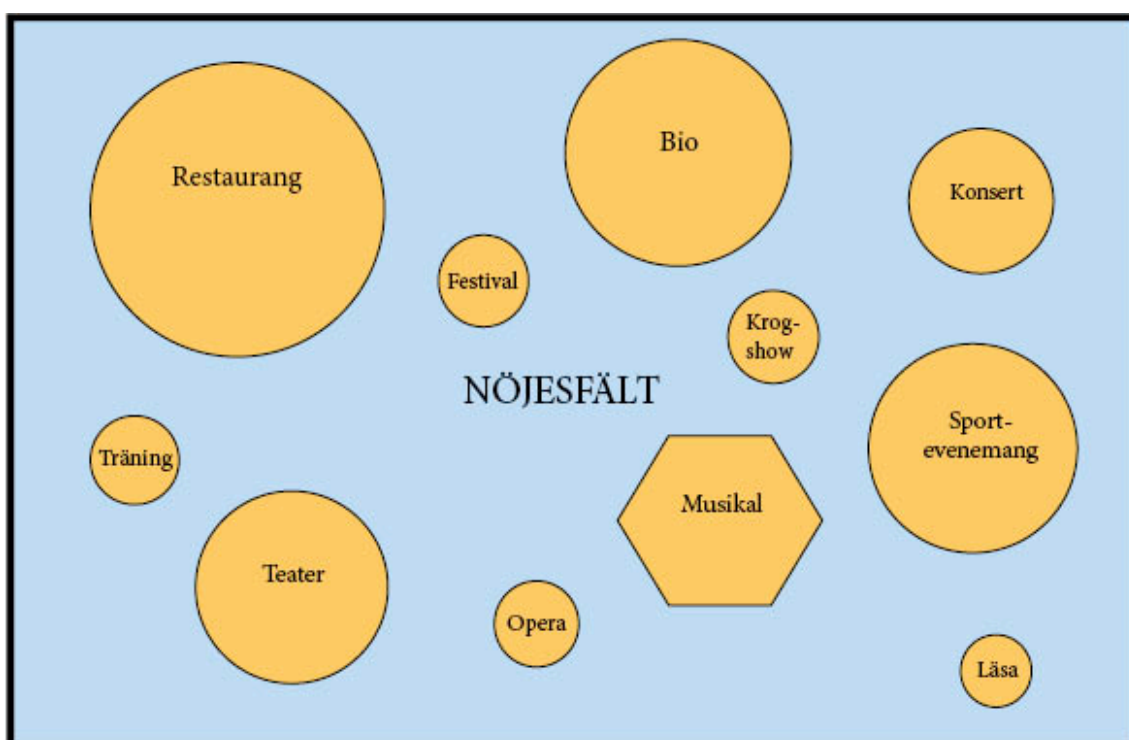 Restaurang
Bio
Konsert
Festival
Krog-
show
NÖJESFÄLT
Sport-
evenemang
Träning
Musikal
Teater
Opera
Läsa